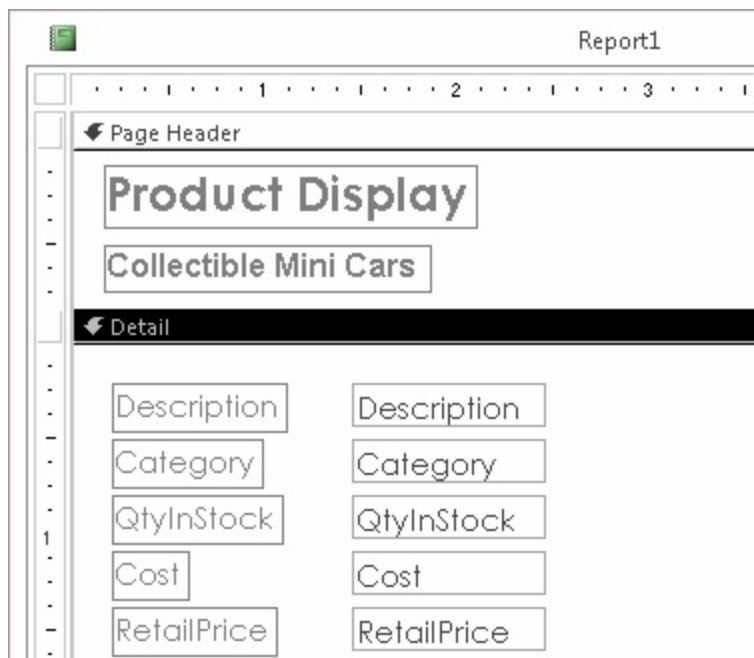 Report1
1 2 3
Page Header
Product Display
Collectible Mini Cars
Detail
Description Description
Category Category
QtyInStock QtyInStock
1
Cost Cost
RetailPrice RetailPrice